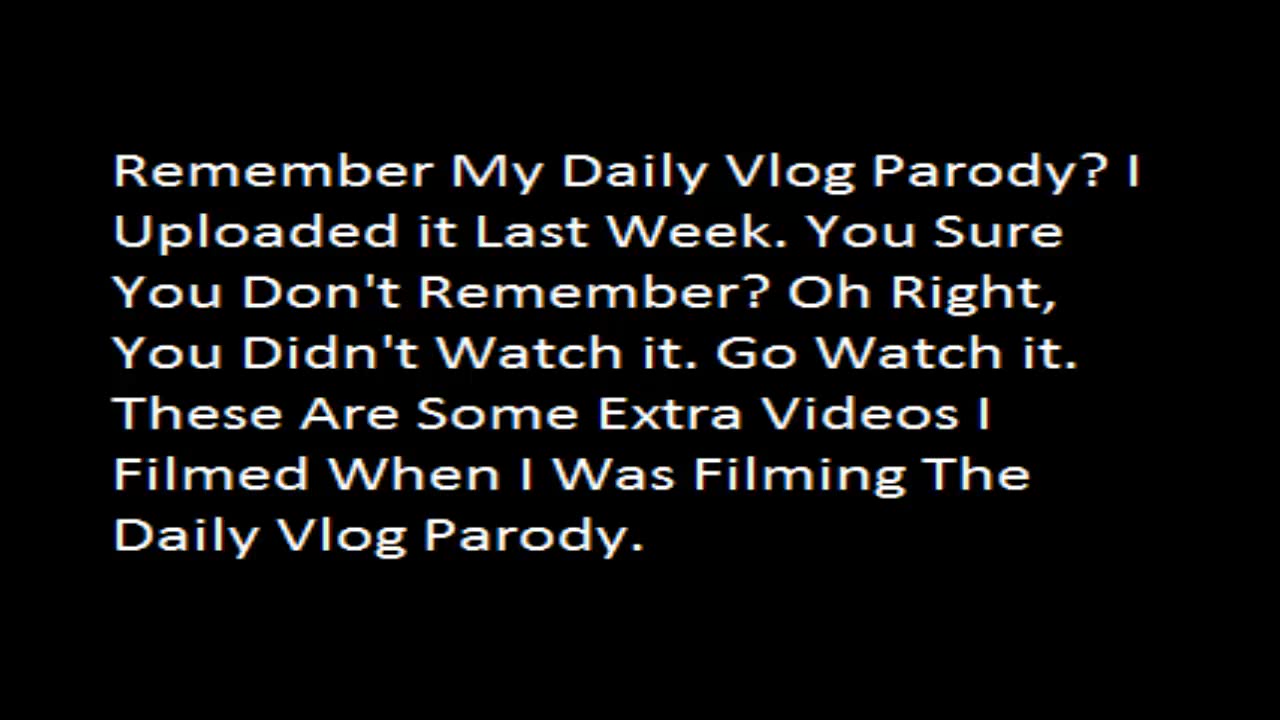 Remember My Daily Vlog Parody? I
Uploaded it Last Week. You Sure
You Don't Remember? Oh Right,
You Didn't Watch it. Go Watch it.
These Are Some Extra Videos I
Filmed When I Was Filming The
Daily Vlog Parody.